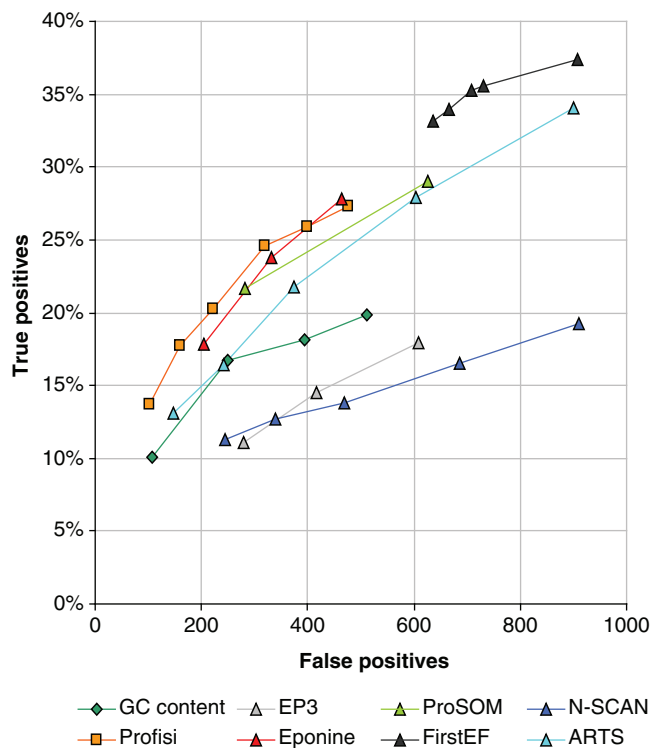 40%
35%
30%
25%
20%
15%
10%
5%
0%
True positives
0 200 400 600 800 1000
False positives
GC content EP3 ProSOM N-SCAN
Profisi Eponine FirstEF ARTS